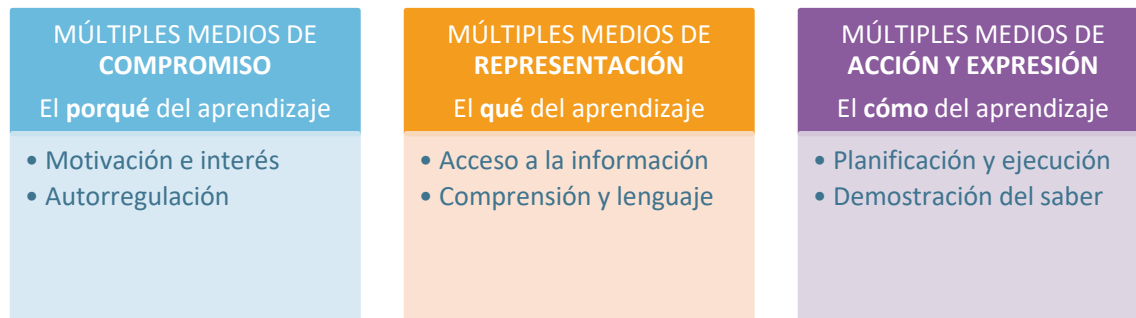 MÚLTIPLES MEDIOS DE
COMPROMISO
El porqué del aprendizaje
• Motivación e interés
• Autorregulación
MÚLTIPLES MEDIOS DE
REPRESENTACIÓN
El qué del aprendizaje
• Acceso a la información
• Comprensión y lenguaje
MÚLTIPLES MEDIOS DE
ACCIÓN Y EXPRESIÓN
El cómo del aprendizaje
• Planificación y ejecución
• Demostración del saber